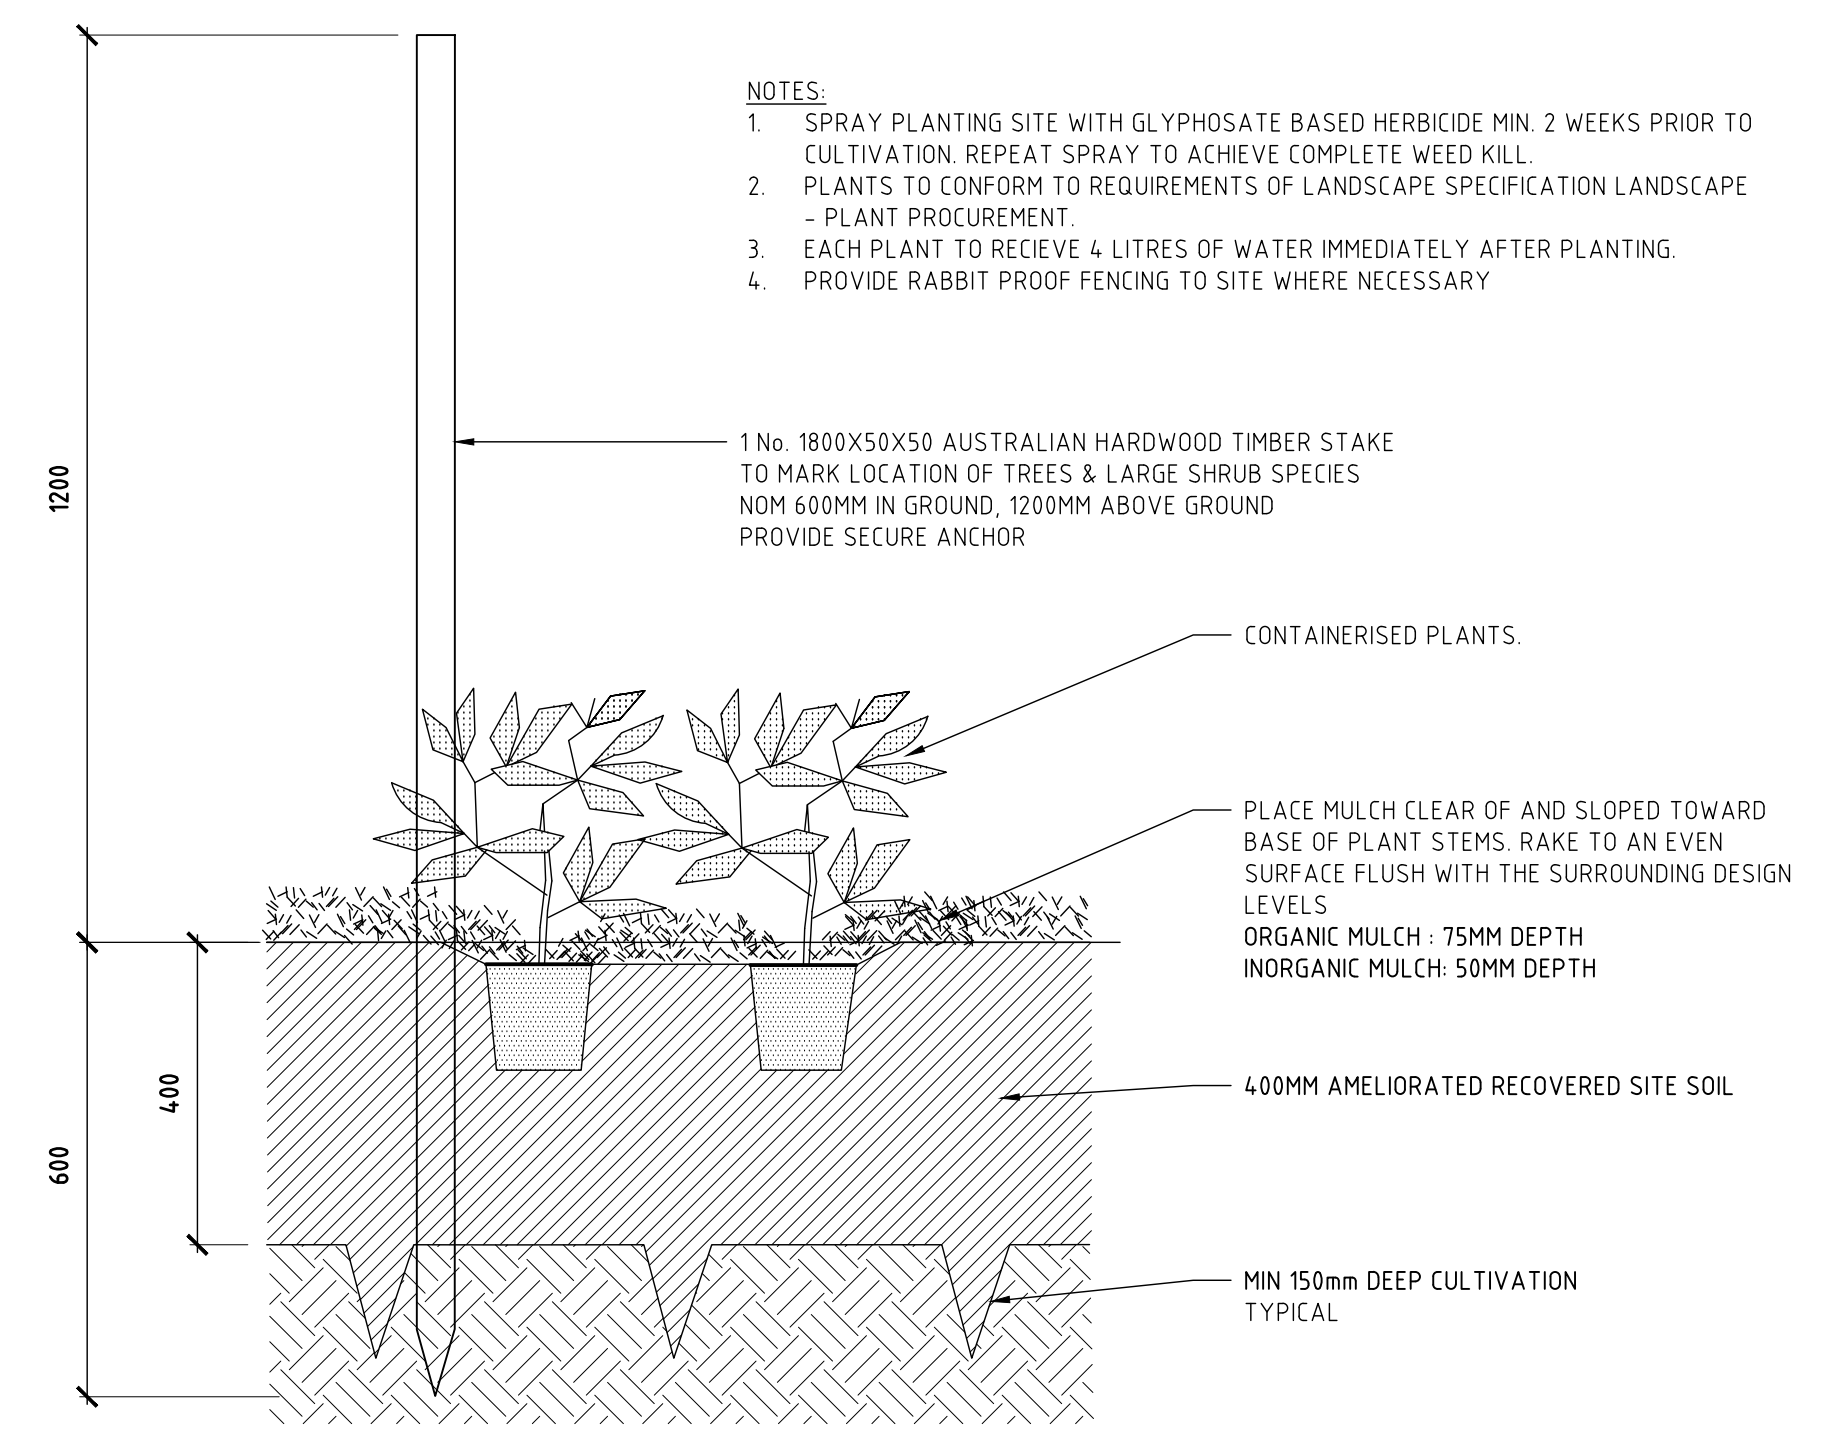 NOTES:
1. SPRAY PLANTING SITE WITH GLYPHOSATE BASED HERBICIDE MIN. 2 WEEKS PRIOR TO
CULTIVATION. REPEAT SPRAY TO ACHIEVE COMPLETE WEED KILL.
2. PLANTS TO CONFORM TO REQUIREMENTS OF LANDSCAPE SPECIFICATION LANDSCAPE
- PLANT PROCUREMENT.
3. EACH PLANT TO RECIEVE 4 LITRES OF WATER IMMEDIATELY AFTER PLANTING.
4. PROVIDE RABBIT PROOF FENCING TO SITE WHERE NECESSARY
1200
1 No. 1800X50X50 AUSTRALIAN HARDWOOD TIMBER STAKE
TO MARK LOCATION OF TREES & LARGE SHRUB SPECIES
NOM 600MM IN GROUND, 1200MM ABOVE GROUND
PROVIDE SECURE ANCHOR
CONTAINERISED PLANTS.
PLACE MULCH CLEAR OF AND SLOPED TOWARD
BASE OF PLANT STEMS. RAKE TO AN EVEN
SURFACE FLUSH WITH THE SURROUNDING DESIGN
LEVELS
ORGANIC MULCH : 75MM DEPTH
INORGANIC MULCH: 50MM DEPTH
400
600
400MM AMELIORATED RECOVERED SITE SOIL
MIN 150mm DEEP CULTIVATION
TYPICAL